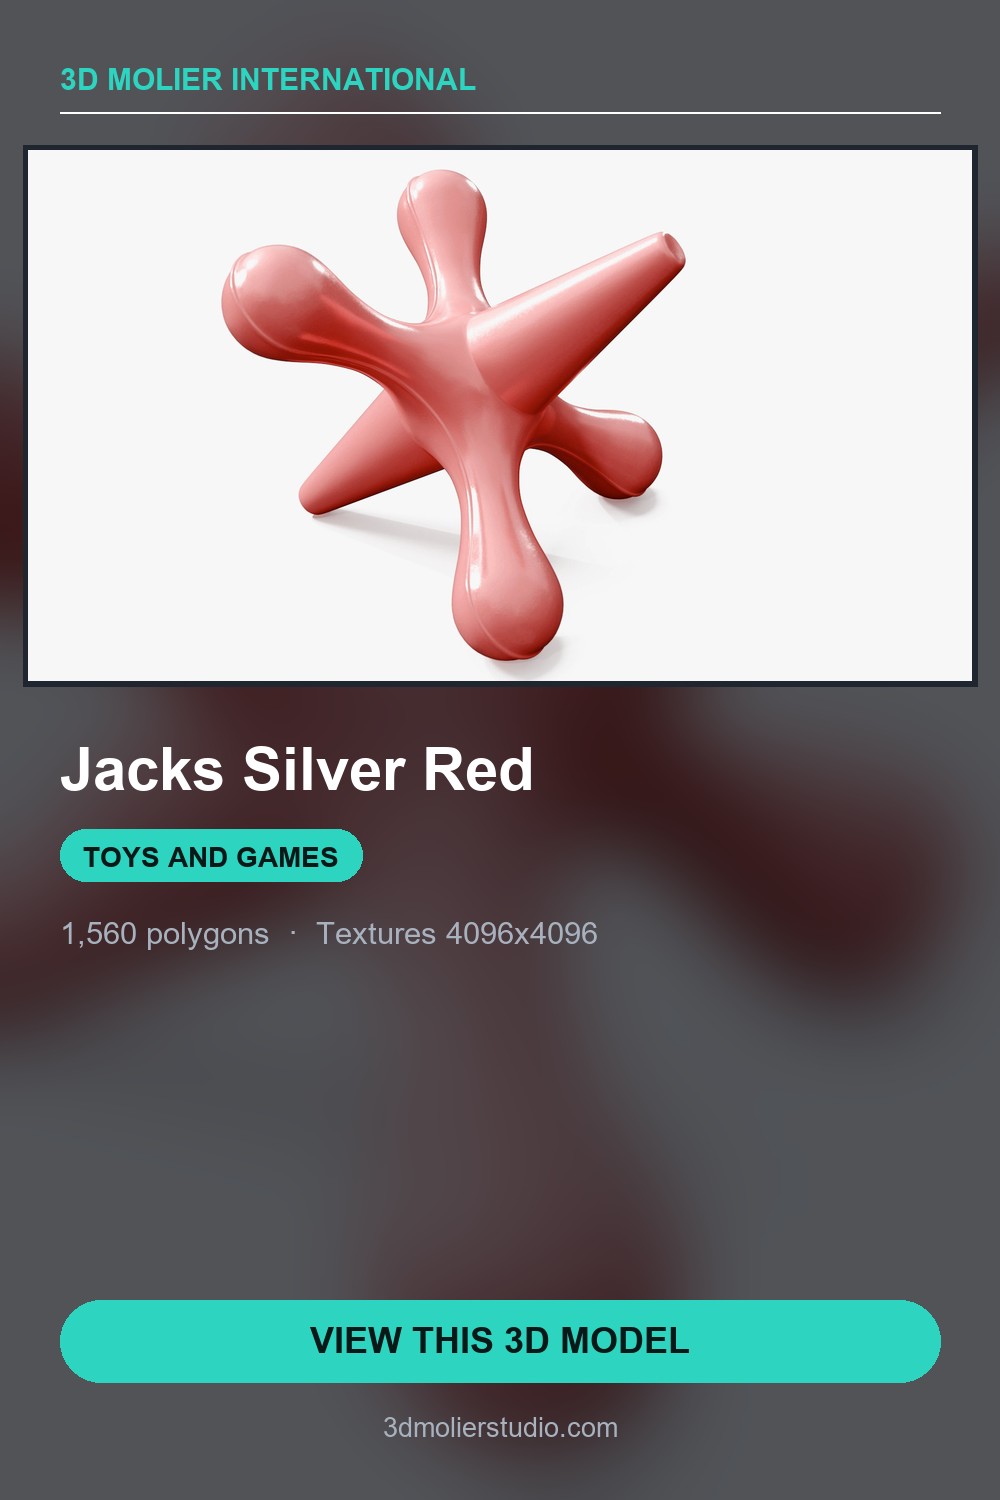 3D MOLIER INTERNATIONAL
Jacks Silver Red
TOYS AND GAMES
1,560 polygons · Textures 4096x4096
VIEW THIS 3D MODEL
3dmolierstudio.com